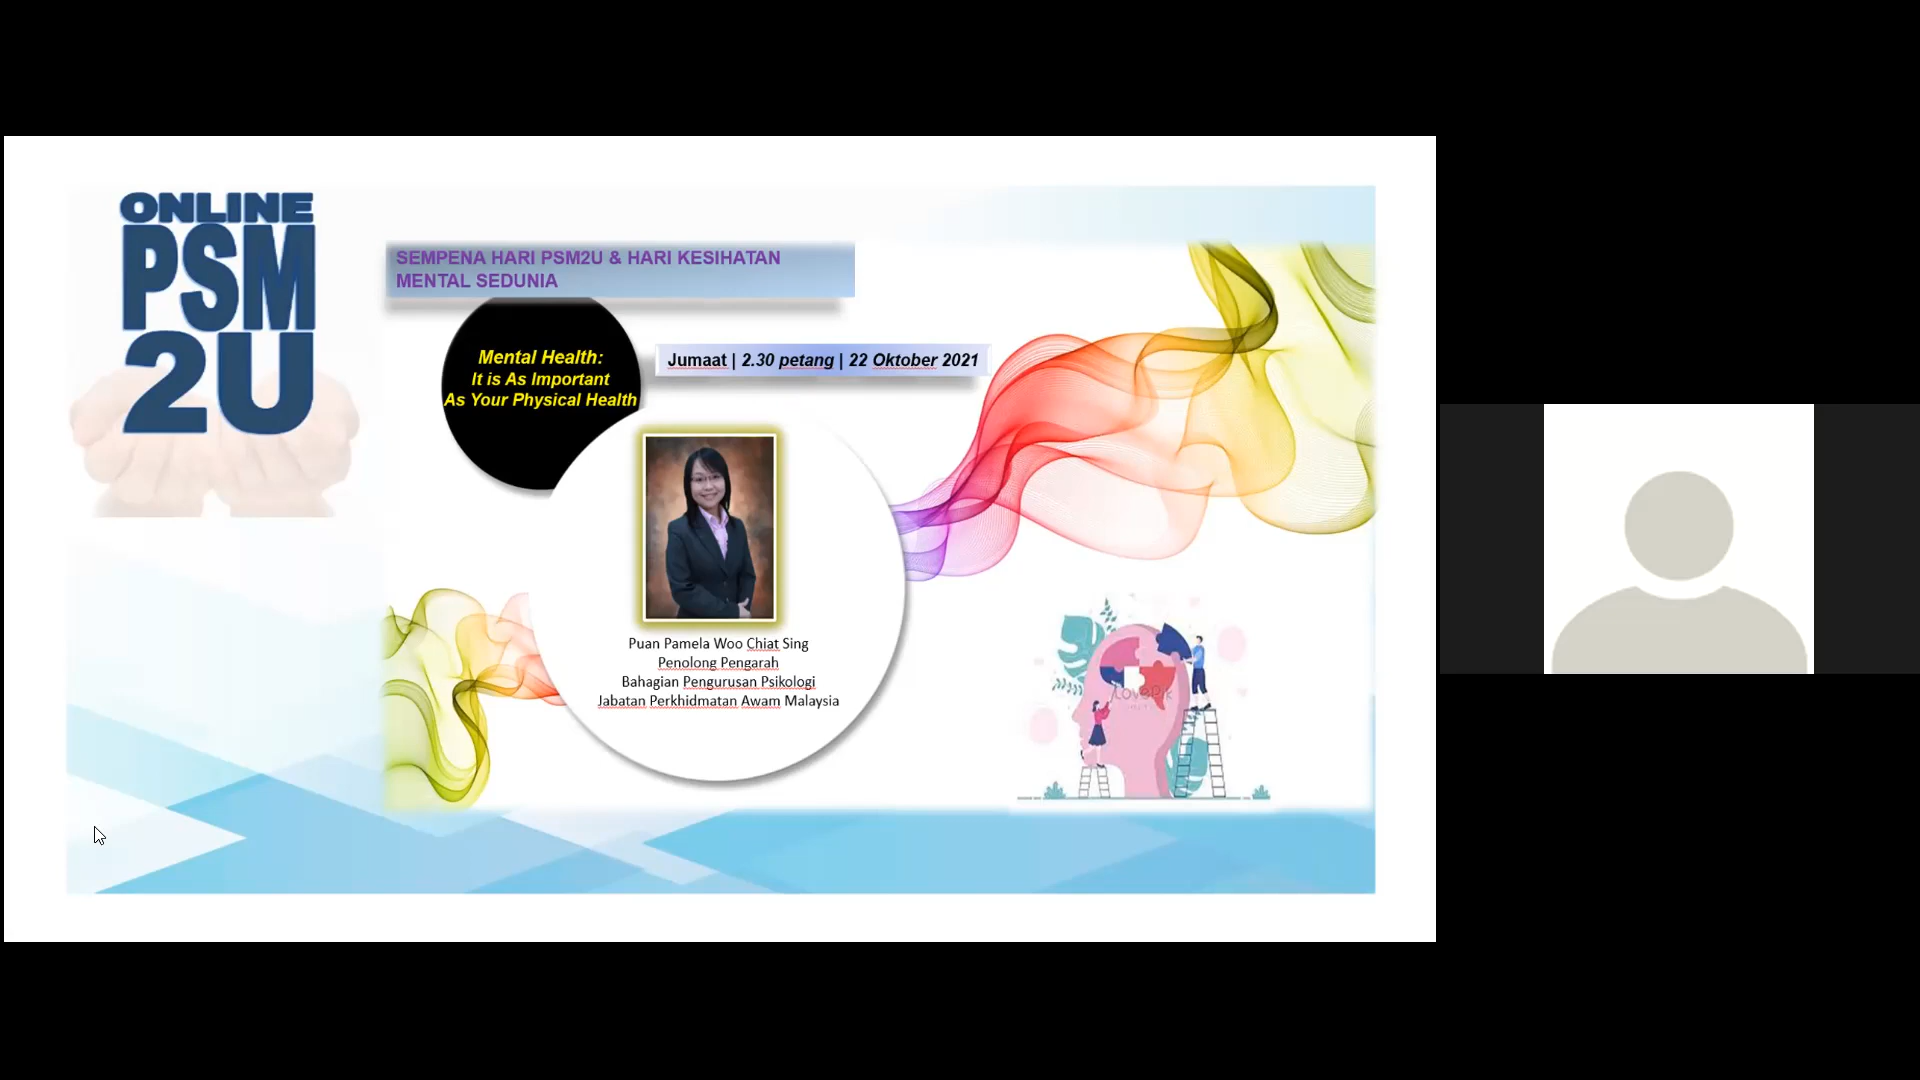 ONLINE
PSM
2U
SEMPENA HARI PSM2U & HARI KESIHATAN
MENTAL SEDUNIA
Mental Health:
It is As Important
As Your Physical Health
Jumaat | 2.30 petang | 22 Oktober 2021
Puan Pamela Woo Chiat Sing
Penolong Pengarah
Bahagian Pengurusan Psikologi
Jabatan Perkhidmatan Awam Malaysia
LovePik